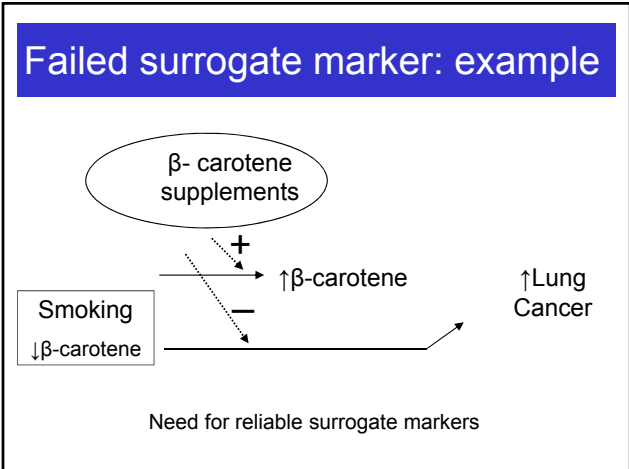 Failed surrogate marker: example
β- carotene
supplements
+
↑β-carotene
↑Lung
Cancer
−
Smoking
↓β-carotene
Need for reliable surrogate markers